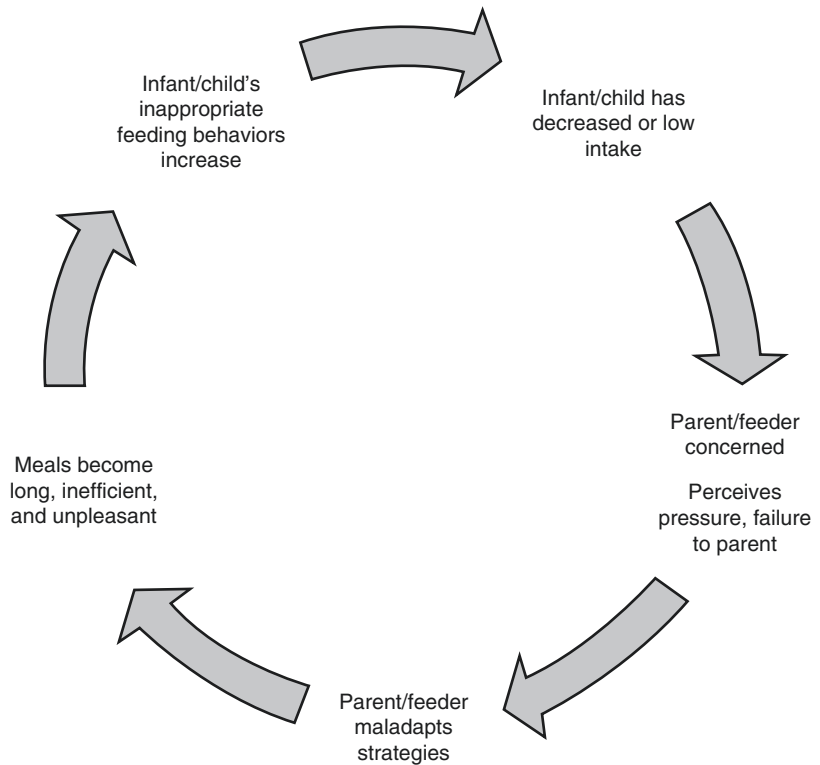 Infant/child's
inappropriate
feeding behaviors
increase
Infant/child has
decreased or low
intake
Parent/feeder
concerned
Perceives
pressure, failure
to parent
Parent/feeder
maladapts
strategies
Meals become
long, inefficient,
and unpleasant